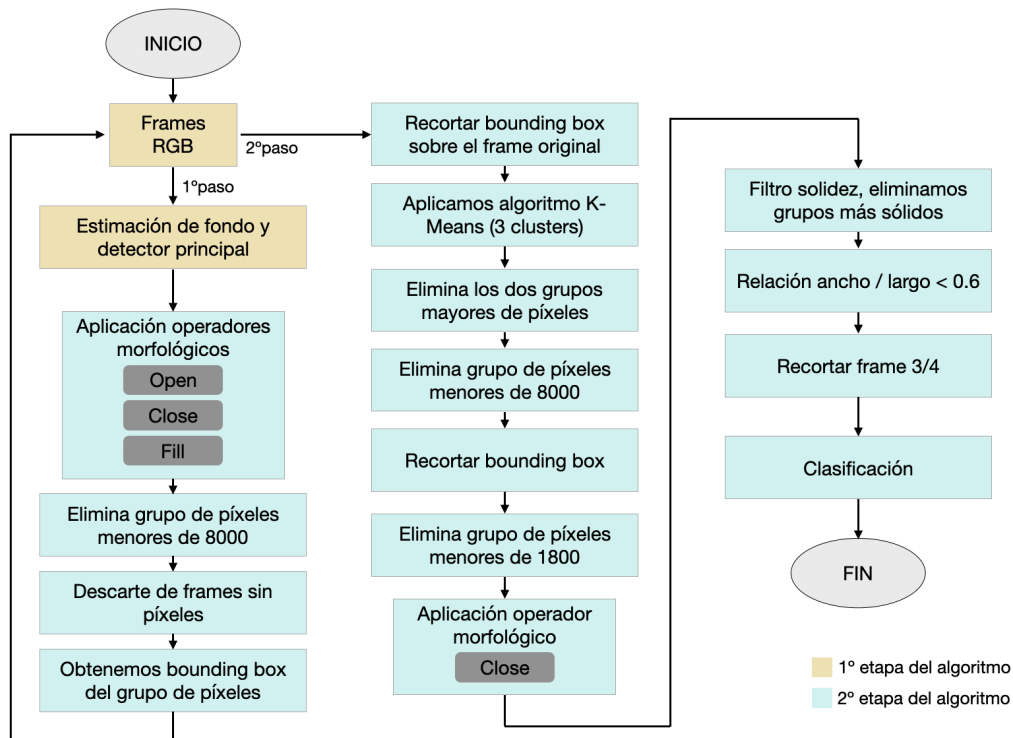 INICIO
Frames
RGB
1ºpaso
2ºpaso
Estimación de fondo y
detector principal
Aplicación operadores
morfológicos
Open
Close
Fill
Elimina grupo de píxeles
menores de 8000
Descarte de frames sin
píxeles
Obtenemos bounding box
del grupo de píxeles
Recortar bounding box
sobre el frame original
Aplicamos algoritmo K-
Means (3 clusters)
Elimina los dos grupos
mayores de píxeles
Elimina grupo de píxeles
menores de 8000
Recortar bounding box
Elimina grupo de píxeles
menores de 1800
Aplicación operador
morfológico
Close
Filtro solidez, eliminamos
grupos más sólidos
Relación ancho / largo < 0.6
Recortar frame 3/4
Clasificación
FIN
1º etapa del algoritmo
2º etapa del algoritmo